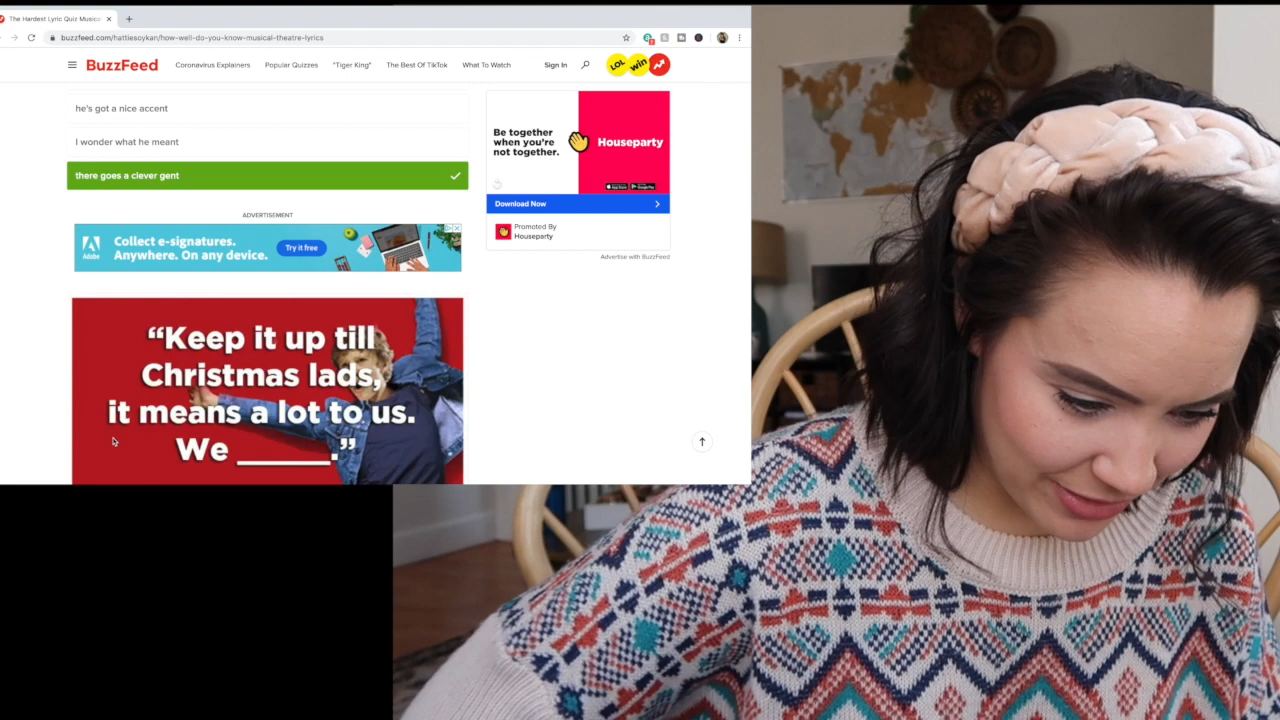 The Hardest Lyric Quiz Musica
buzzfeed.com/hattiesoykan/how-well-do-you-know-musical-theatre-lyrics
BuzzFeed
Coronavirus Explainers
Popular Quizzes
"Tiger King"
The Best Of TikTok
What To Watch
Sign In
LOL
win
he's got a nice accent
I wonder what he meant
there goes a clever gent
ADVERTISEMENT
Adobe
Collect e-signatures.
Anywhere. On any device.
Try it free
Be together
when you're
not together.
Houseparty
Download Now
Promoted By
Houseparty
Advertise with BuzzFeed
“Keep it up till
Christmas lads,
it means a lot to us.
We ______.”